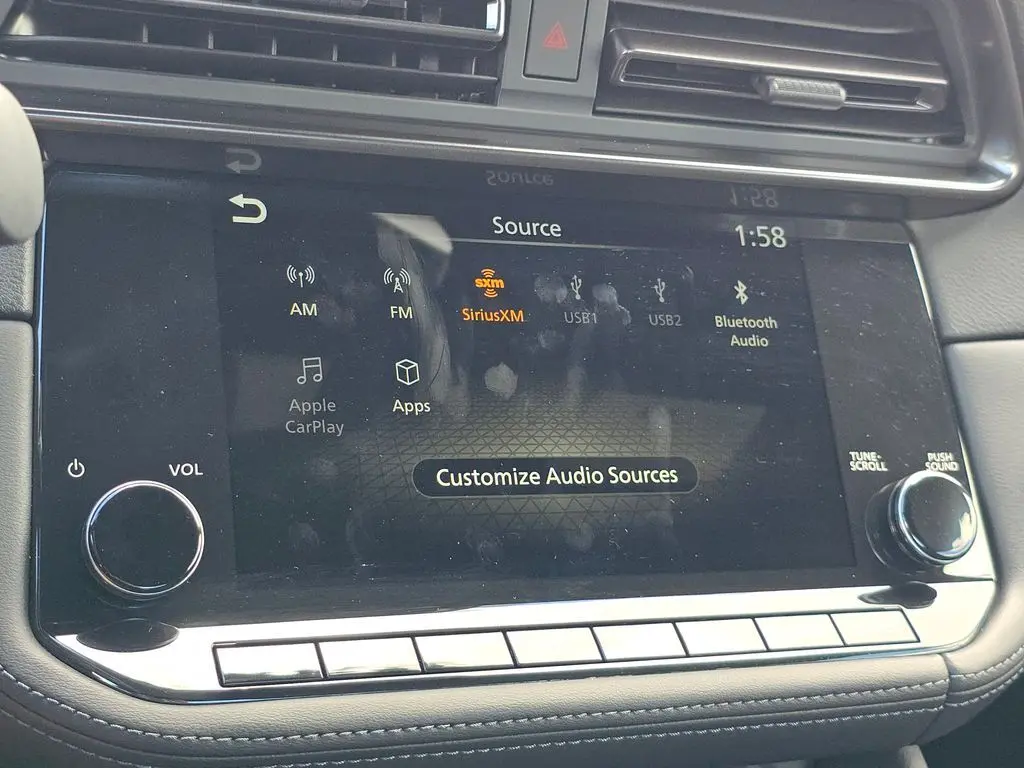 Source
1:58
AM
FM
sxm
SiriusXM
USB1
USB2
Bluetooth
Audio
Apple
CarPlay
Apps
Customize Audio Sources
VOL
TUNE-
SCROLL
PUSH
SOUND